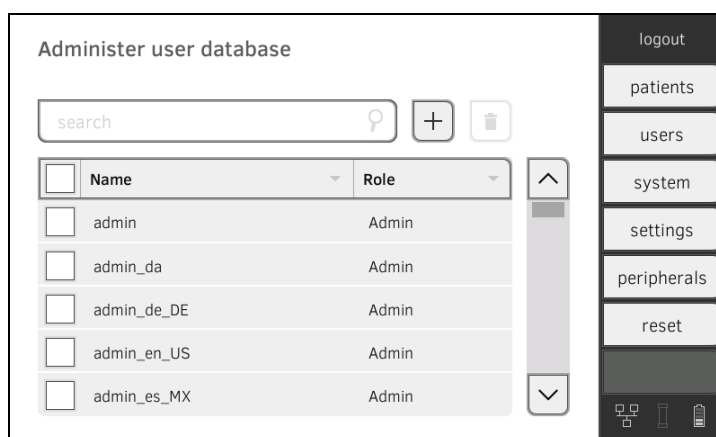 Administer user database
search
Name Role
admin Admin
admin_da Admin
admin_de_DE Admin
admin_en_US Admin
admin_es_MX Admin
logout
patients
users
system
settings
peripherals
reset